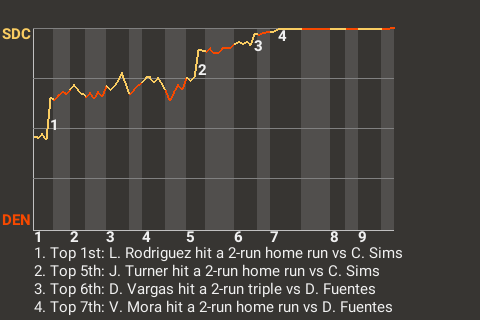 SDC
1
2
3
4
DEN
1 2 3 4 5 6 7 8 9
1. Top 1st: L. Rodriguez hit a 2-run home run vs C. Sims
2. Top 5th: J. Turner hit a 2-run home run vs C. Sims
3. Top 6th: D. Vargas hit a 2-run triple vs D. Fuentes
4. Top 7th: V. Mora hit a 2-run home run vs D. Fuentes